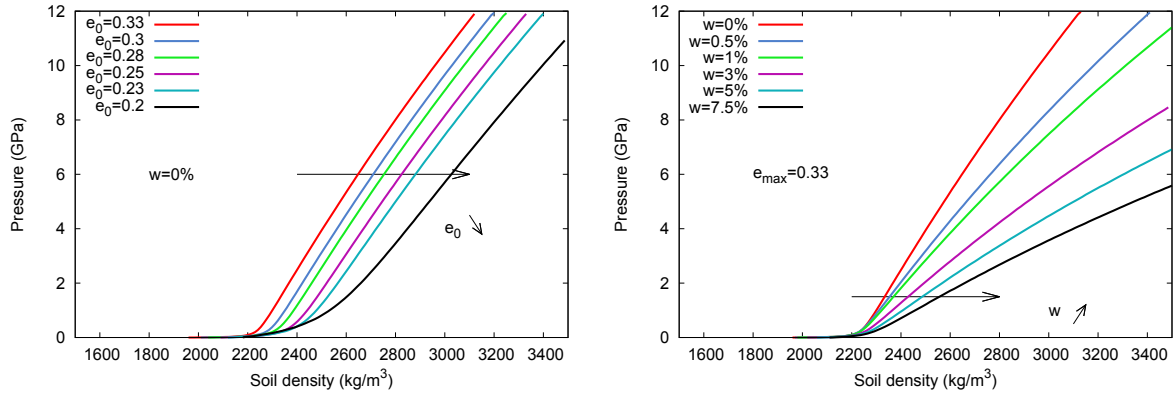 12
10
8
6
4
2
0
Pressure (GPa)
e0=0.33
e0=0.3
e0=0.28
e0=0.25
e0=0.23
e0=0.2
w=0%
e0
1600 1800 2000 2200 2400 2600 2800 3000 3200 3400
Soil density (kg/m3)
12
10
8
6
4
2
0
Pressure (GPa)
w=0%
w=0.5%
w=1%
w=3%
w=5%
w=7.5%
emax=0.33
w
1600 1800 2000 2200 2400 2600 2800 3000 3200 3400
Soil density (kg/m3)